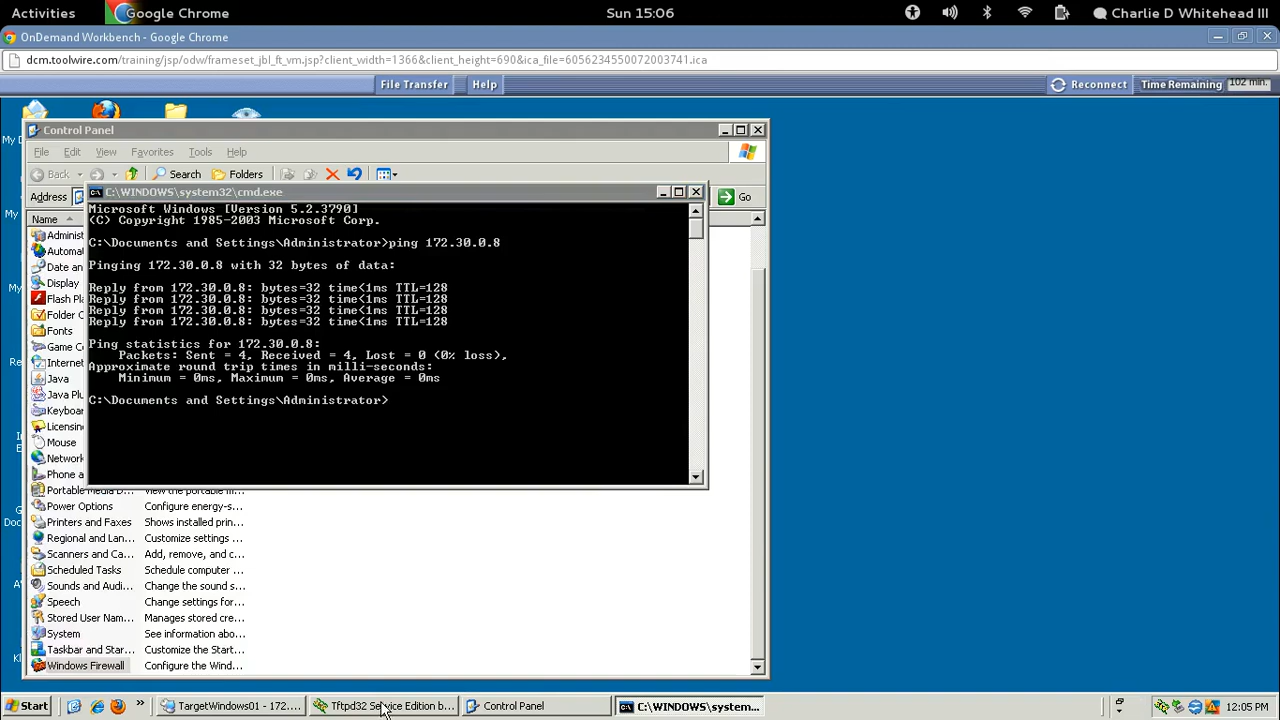 Activities Google Chrome Sun 15:06 Charlie D Whitehead III
OnDemand Workbench - Google Chrome
dcm.toolwire.com/training/jsp/odw/frameset_jbl_ft_vm.jsp?client_width=1366&client_height=690&ica_file=6056234550072003741.ica
File Transfer Help Reconnect Time Remaining 102 min.
Control Panel
File Edit View Favorites Tools Help
Back Search Folders
Address Go
Name
C:\WINDOWS\system32\cmd.exe
Microsoft Windows [Version 5.2.3790]
(C) Copyright 1985-2003 Microsoft Corp.
C:\Documents and Settings\Administrator>ping 172.30.0.8
Pinging 172.30.0.8 with 32 bytes of data:
Reply from 172.30.0.8: bytes=32 time<1ms TTL=128
Reply from 172.30.0.8: bytes=32 time<1ms TTL=128
Reply from 172.30.0.8: bytes=32 time<1ms TTL=128
Reply from 172.30.0.8: bytes=32 time<1ms TTL=128
Ping statistics for 172.30.0.8:
Packets: Sent = 4, Received = 4, Lost = 0 (0% loss),
Approximate round trip times in milli-seconds:
Minimum = 0ms, Maximum = 0ms, Average = 0ms
C:\Documents and Settings\Administrator>
Administ
Automa
Date an
Display
Flash Pla
Folder O
Fonts
Game Co
Internet
Java
Java Plu
Keyboar
Licensing
Mouse
Network
Phone a
Portable Media D... View the portable m...
Power Options Configure energy-s...
Printers and Faxes Shows installed prin...
Regional and Lan... Customize settings ...
Scanners and Ca... Add, remove, and c...
Scheduled Tasks Schedule computer ...
Sounds and Audi... Change the sound s...
Speech Change settings for...
Stored User Nam... Manages stored cre...
System See information abo...
Taskbar and Star... Customize the Start...
Windows Firewall Configure the Wind...
Start TargetWindows01 - 172.... Tftpd32 Service Edition b... Control Panel C:\WINDOWS\system... 12:05 PM